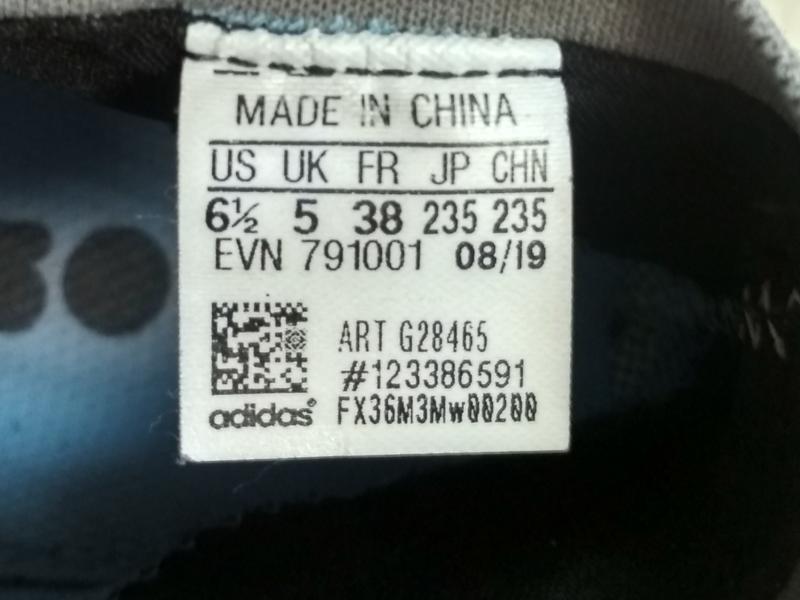 MADE IN CHINA
US UK FR JP CHN
6½ 5 38 235 235
EVN 791001 08/19
ART G28465
#123386591
adidas® FX36M3Mw00200